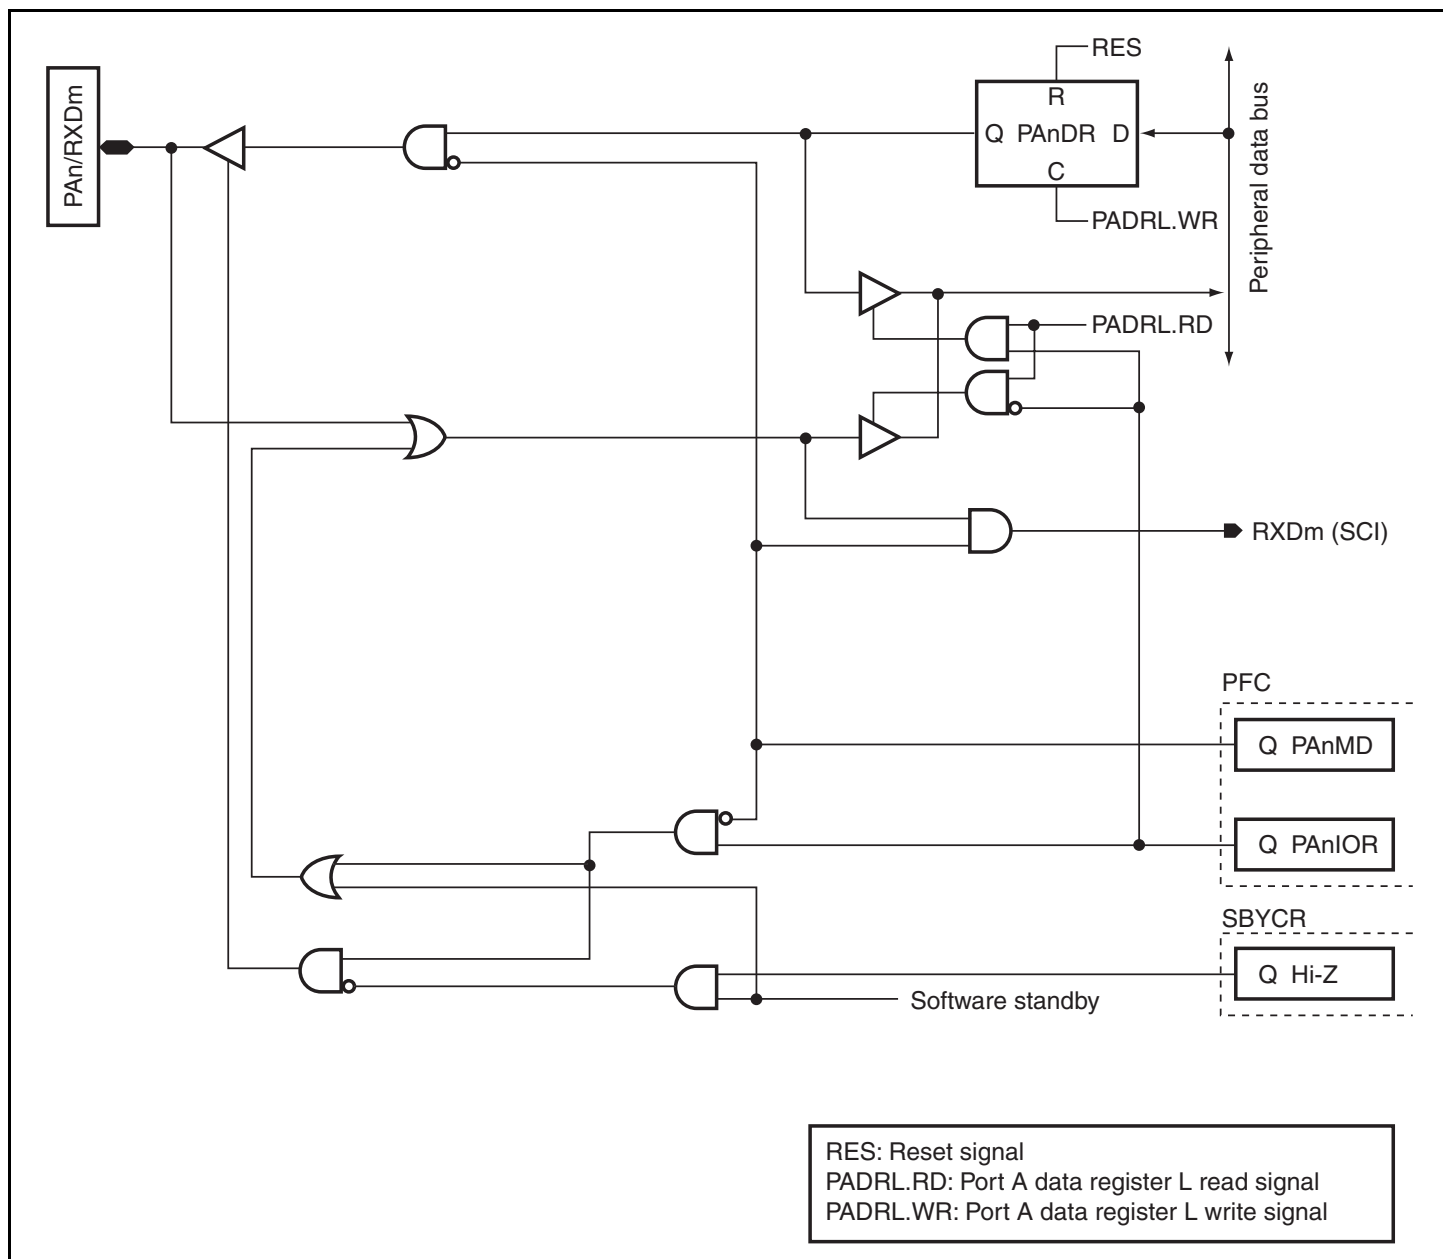 RES
PAn/RXDm
R
Q PAnDR D
C
PADRL.WR
Peripheral data bus
PADRL.RD
RXDm (SCI)
PFC
Q PAnMD
Q PAnIOR
SBYCR
Q Hi-Z
Software standby
RES: Reset signal
PADRL.RD: Port A data register L read signal
PADRL.WR: Port A data register L write signal